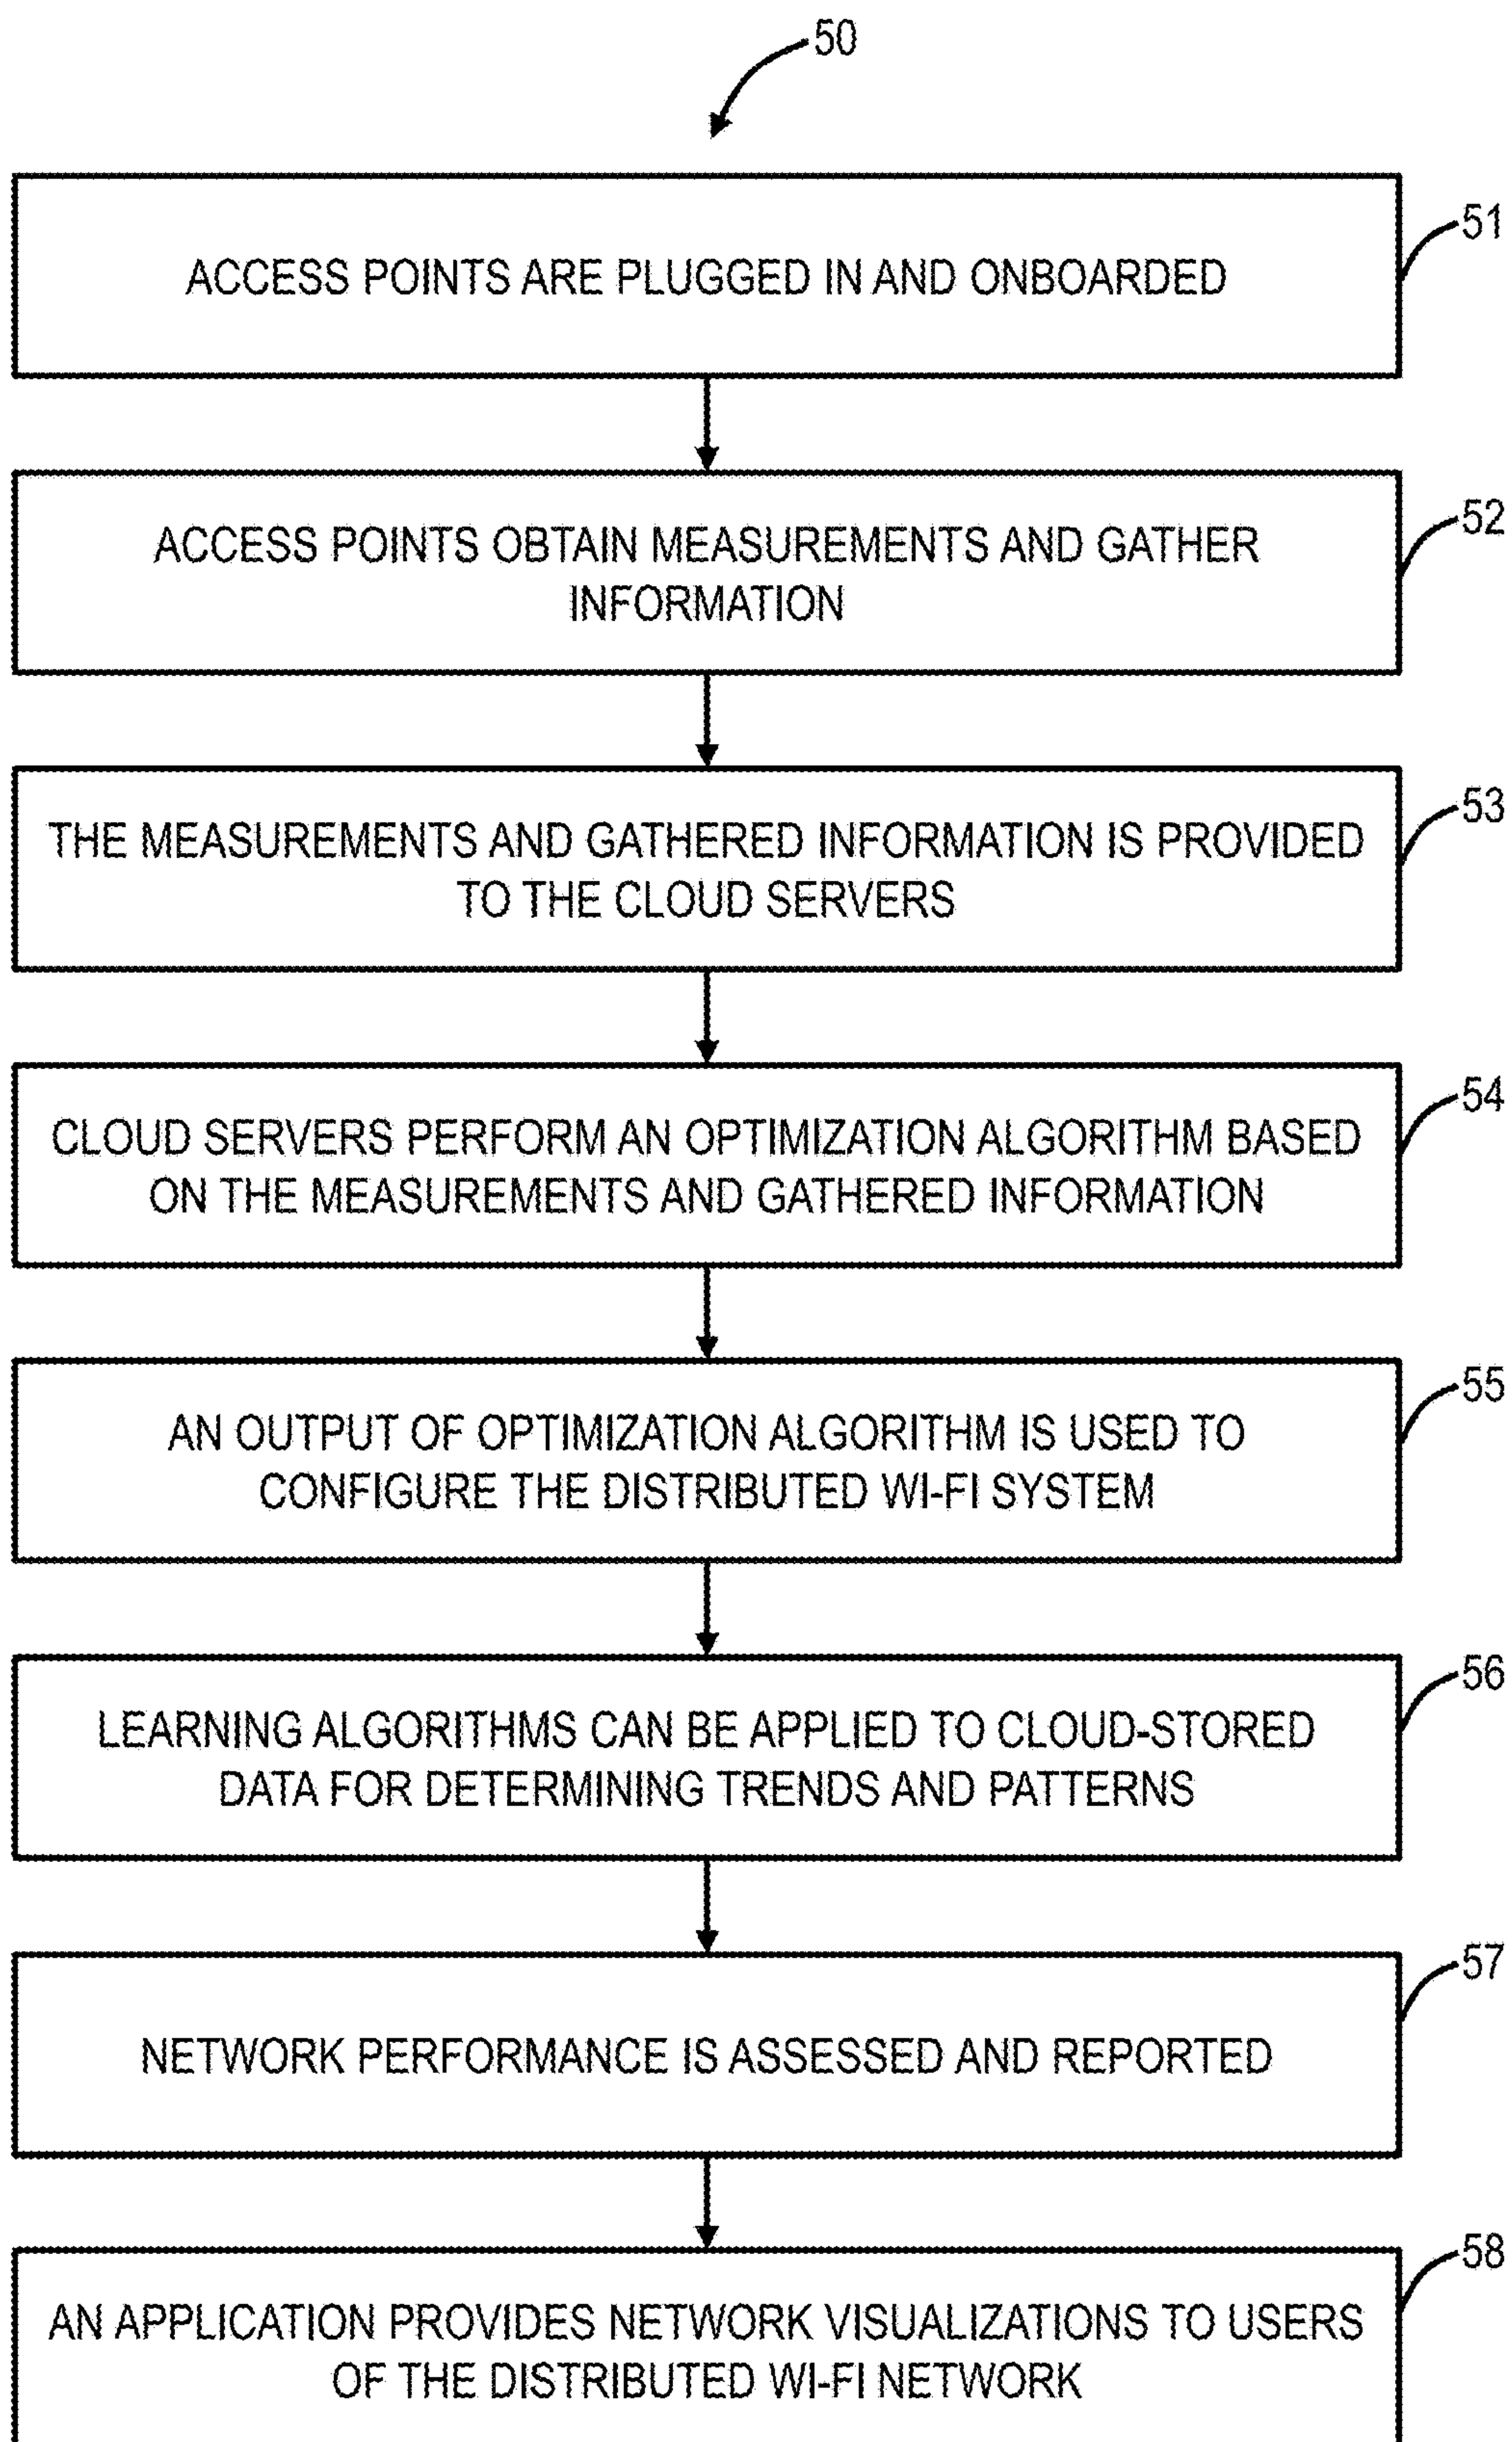 50
ACCESS POINTS ARE PLUGGED IN AND ONBOARDED
51
ACCESS POINTS OBTAIN MEASUREMENTS AND GATHER
INFORMATION
52
THE MEASUREMENTS AND GATHERED INFORMATION IS PROVIDED
TO THE CLOUD SERVERS
53
CLOUD SERVERS PERFORM AN OPTIMIZATION ALGORITHM BASED
ON THE MEASUREMENTS AND GATHERED INFORMATION
54
AN OUTPUT OF OPTIMIZATION ALGORITHM IS USED TO
CONFIGURE THE DISTRIBUTED WI-FI SYSTEM
55
LEARNING ALGORITHMS CAN BE APPLIED TO CLOUD-STORED
DATA FOR DETERMINING TRENDS AND PATTERNS
56
NETWORK PERFORMANCE IS ASSESSED AND REPORTED
57
AN APPLICATION PROVIDES NETWORK VISUALIZATIONS TO USERS
OF THE DISTRIBUTED WI-FI NETWORK
58